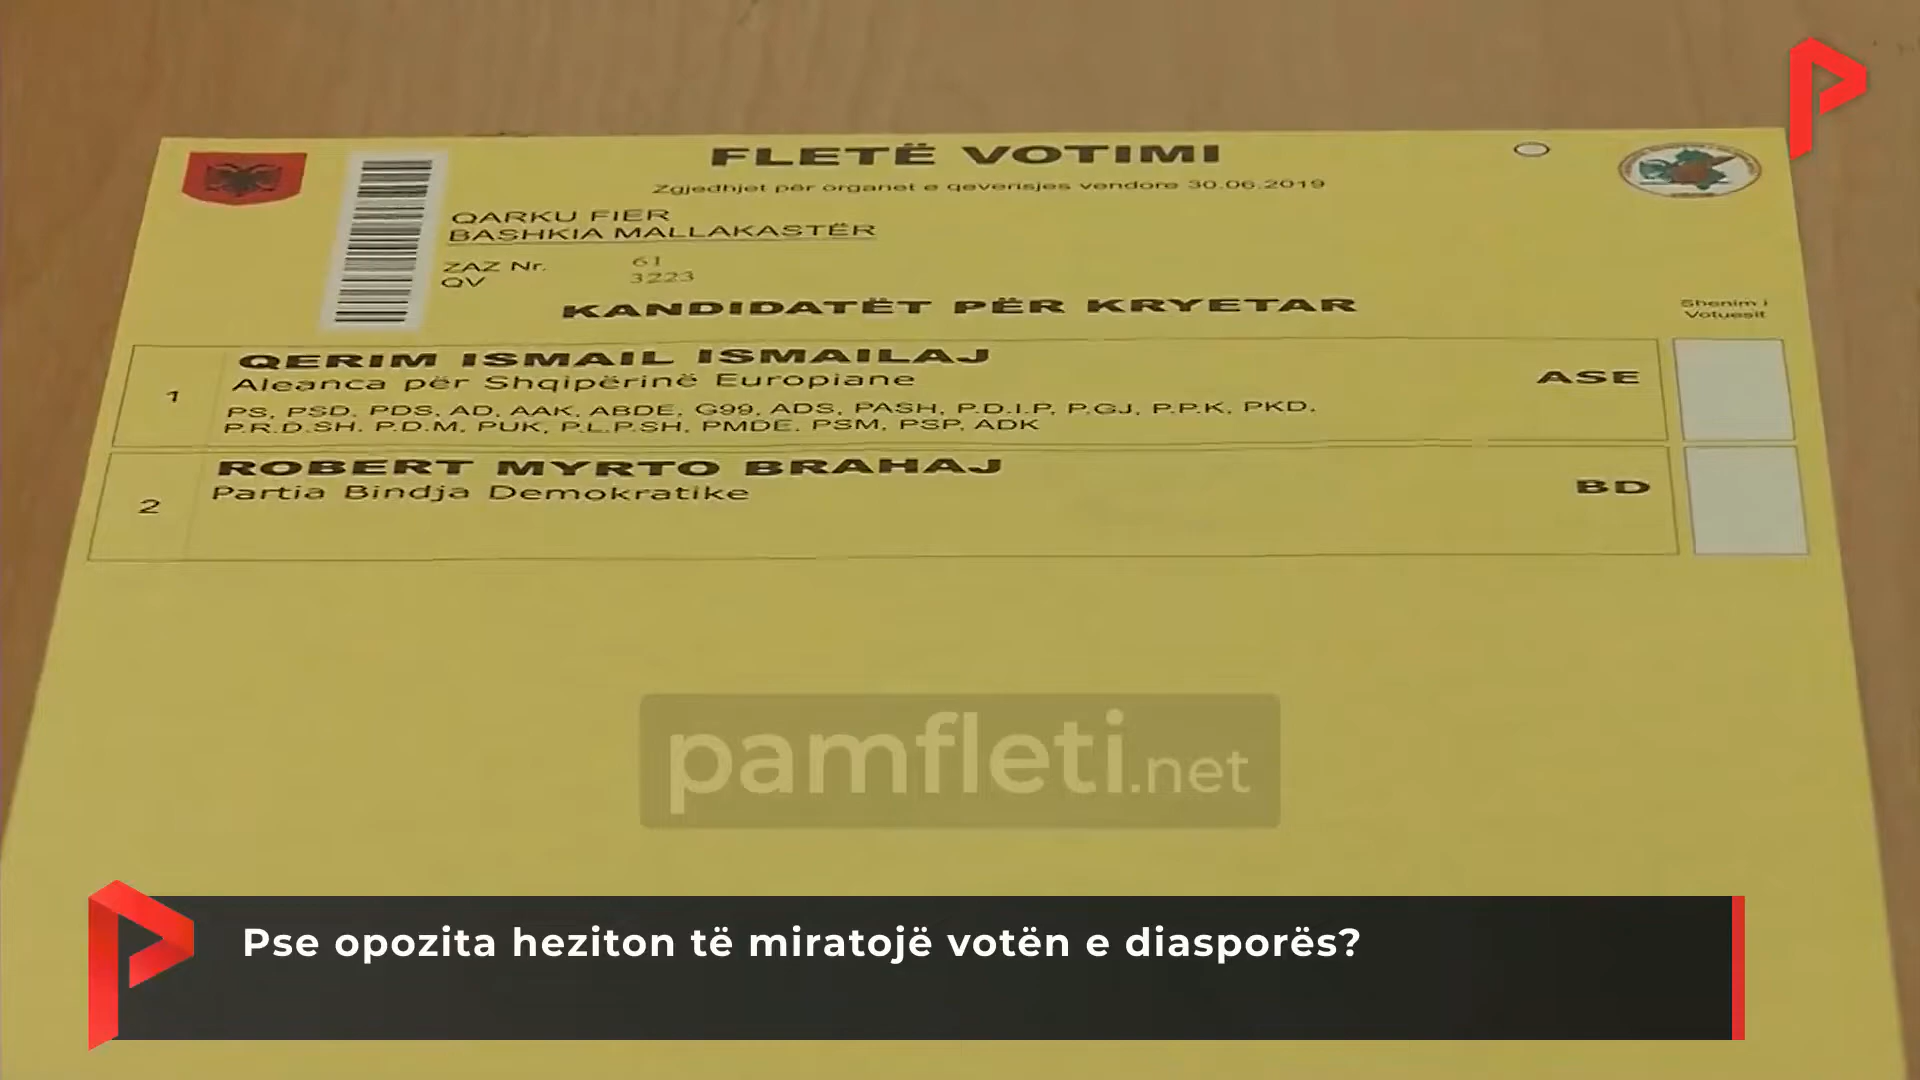 FLETË VOTIMI
Zgjedhjet për organet e qeverisjes vendore 30.06.2019
QARKU FIER
BASHKIA MALLAKASTËR
ZAZ Nr. 61
QV 3223
KANDIDATËT PËR KRYETAR
Shenim i
Votuesit
1
QERIM ISMAIL ISMAILAJ
Aleanca për Shqipërinë Europiane
ASE
PS, PSD, PDS, AD, AAK, ABDE, G99, ADS, PASH, P.D.I.P, P.GJ, P.P.K, PKD,
P.R.D.SH. P.D.M, PUK, P.L.P.SH, PMDE. PSM, PSP, ADK
2
ROBERT MYRTO BRAHAJ
Partia Bindja Demokratike
BD
pamfleti.net
Pse opozita heziton të miratojë votën e diasporës?